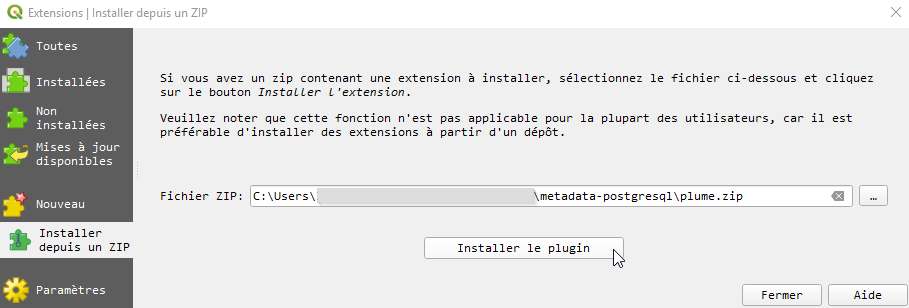 Extensions | Installer depuis un ZIP
Toutes
Installées
Non
installées
Mises à jour
disponibles
Nouveau
Installer
depuis un ZIP
Paramètres
Si vous avez un zip contenant une extension à installer, sélectionnez le fichier ci-dessous et cliquez
sur le bouton Installer l'extension.
Veuillez noter que cette fonction n'est pas applicable pour la plupart des utilisateurs, car il est
préférable d'installer des extensions à partir d'un dépôt.
Fichier ZIP: C:\Users\ \metadata-postgresql\plume.zip ...
Installer le plugin
Fermer Aide